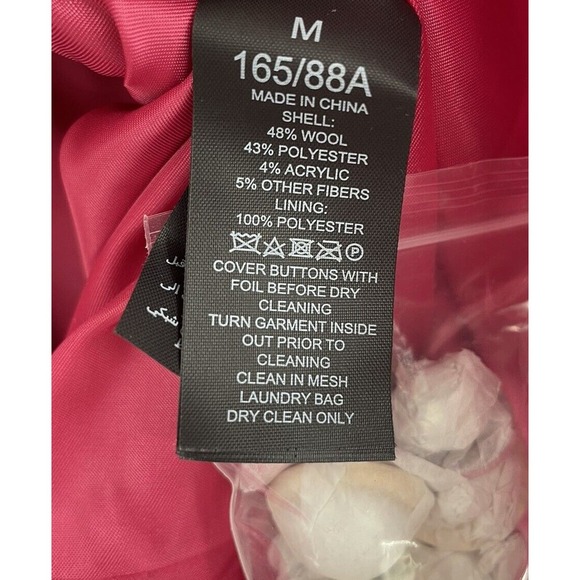 M
165/88A
MADE IN CHINA
SHELL:
48% WOOL
43% POLYESTER
4% ACRYLIC
5% OTHER FIBERS
LINING:
100% POLYESTER
P
COVER BUTTONS WITH
FOIL BEFORE DRY
CLEANING
TURN GARMENT INSIDE
OUT PRIOR TO
CLEANING
CLEAN IN MESH
LAUNDRY BAG
DRY CLEAN ONLY